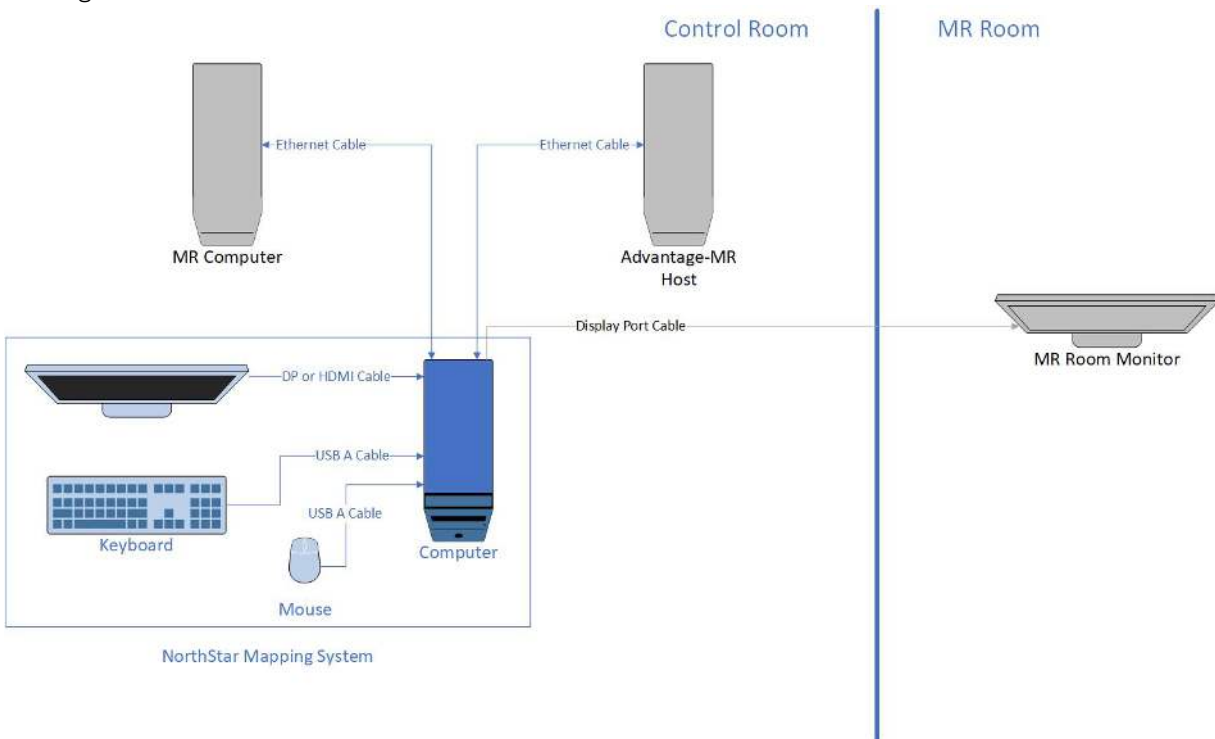 Control Room
MR Room
Ethernet Cable
Ethernet Cable
MR Computer
Advantage-MR
Host
Display Port Cable
MR Room Monitor
DP or HDMI Cable
USB A Cable
USB A Cable
Keyboard
Computer
Mouse
NorthStar Mapping System